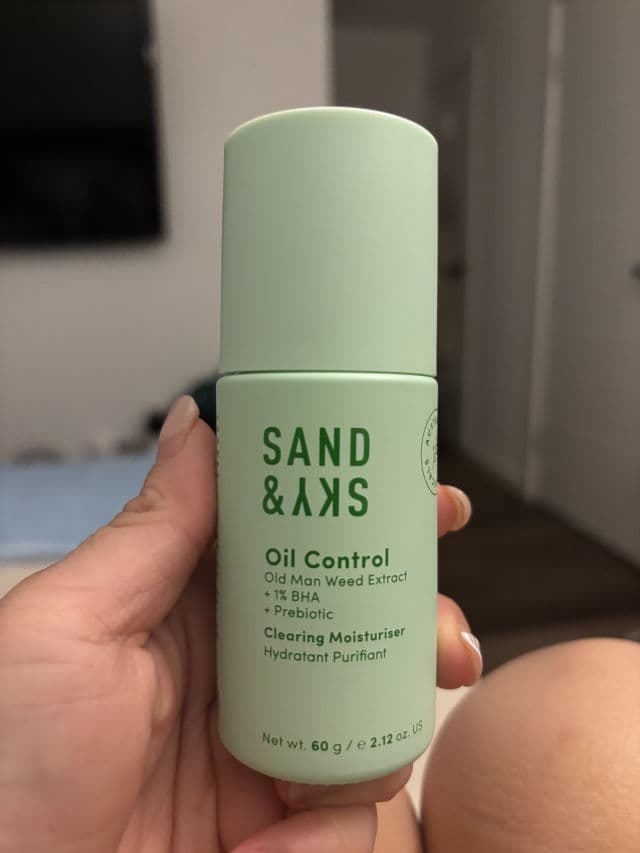 SAND
& SKY
Oil Control
Old Man Weed Extract
+ 1% BHA
+ Prebiotic
Clearing Moisturiser
Hydratant Purifiant
Net wt. 60 g / e 2.12 oz. US